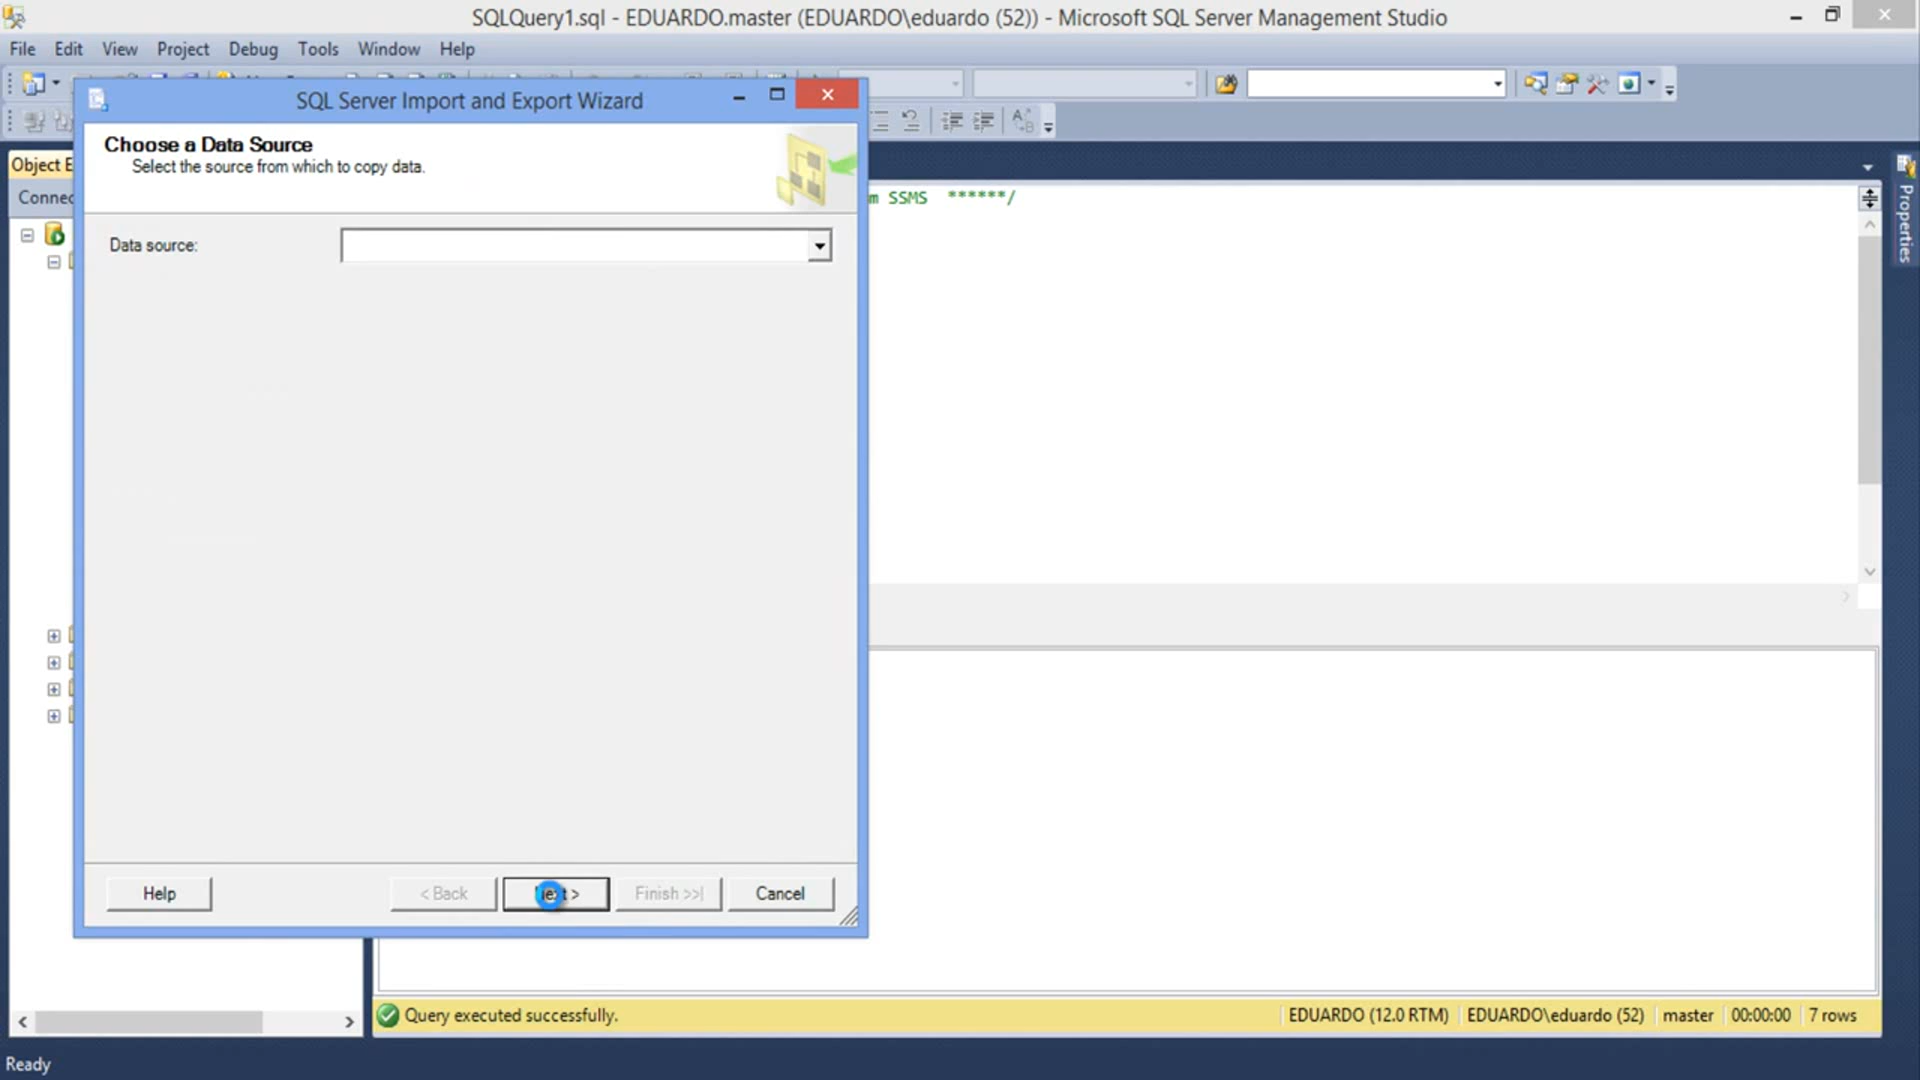 SQLQuery1.sql - EDUARDO.master (EDUARDO\eduardo (52)) - Microsoft SQL Server Management Studio
File Edit View Project Debug Tools Window Help
SQL Server Import and Export Wizard
Choose a Data Source
Select the source from which to copy data.
Object E
Connec
m SSMS ******/
Properties
Data source:
Help < Back >  Finish >>| Cancel
Query executed successfully. EDUARDO (12.0 RTM) EDUARDO\eduardo (52) master 00:00:00 7 rows
Ready